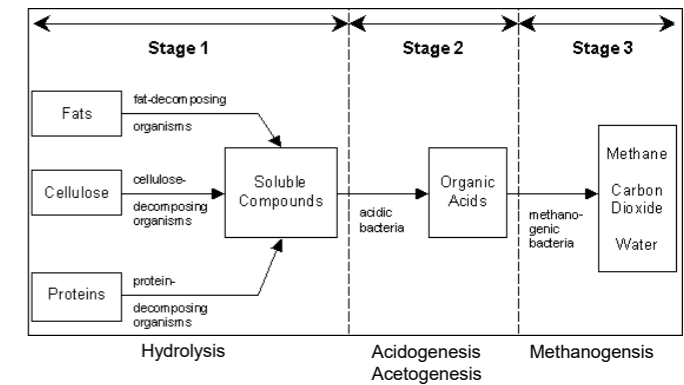 Stage 1
Stage 2
Stage 3
Fats
fat-decomposing
organisms
Cellulose
cellulose-
decomposing
organisms
Proteins
protein-
decomposing
organisms
Soluble
Compounds
acidic
bacteria
Organic
Acids
methano-
genic
bacteria
Methane
Carbon
Dioxide
Water
Hydrolysis
Acidogenesis
Acetogenesis
Methanogensis